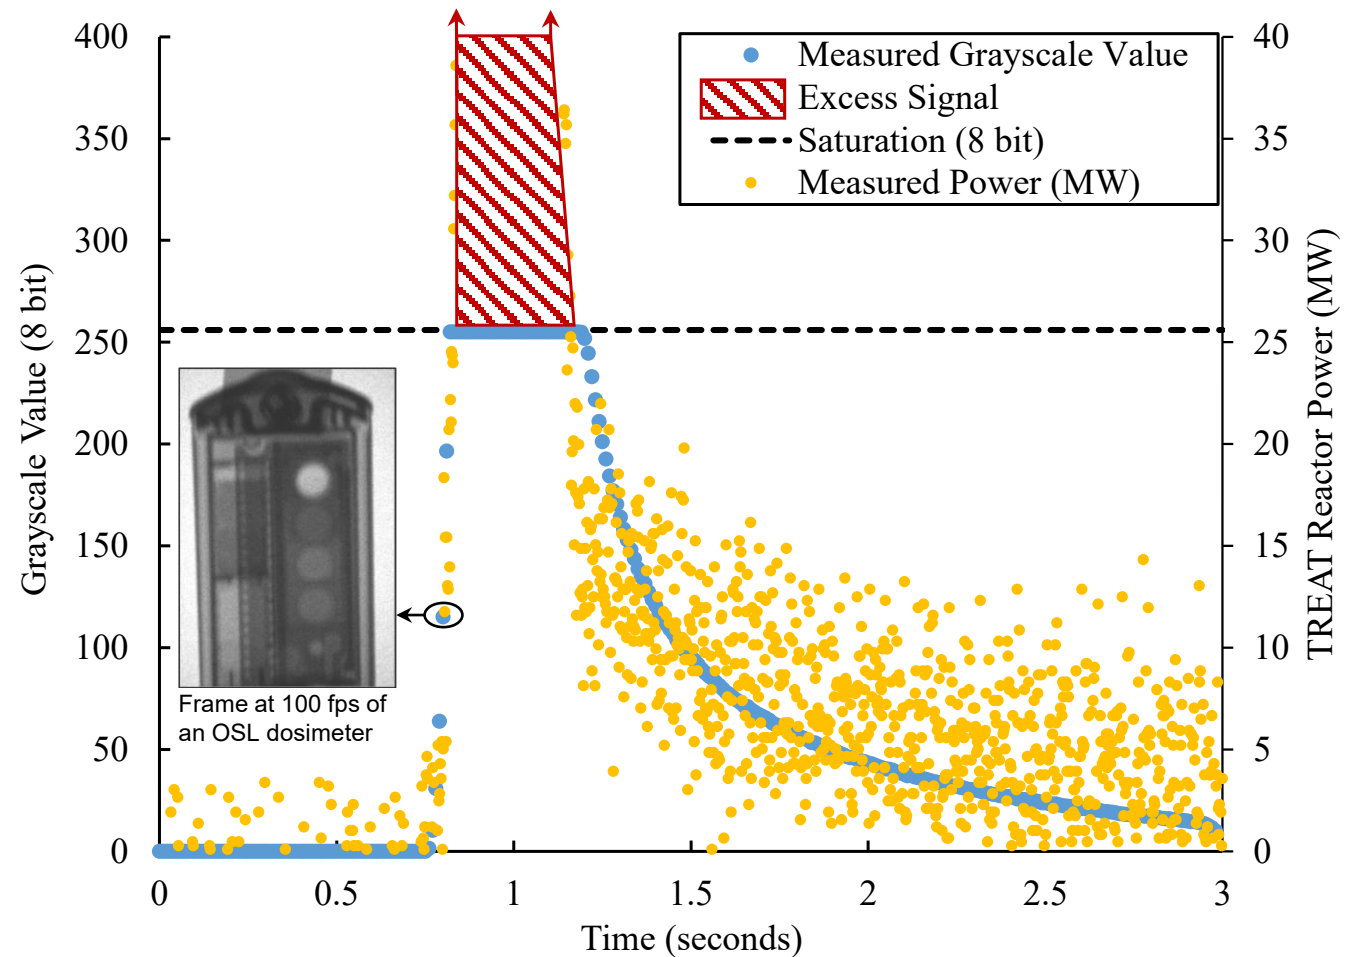 400
350
300
250
200
150
100
50
0
Grayscale Value (8 bit)
40
35
30
25
20
15
10
5
0
TREAT Reactor Power (MW)
Measured Grayscale Value
Excess Signal
Saturation (8 bit)
Measured Power (MW)
Frame at 100 fps of
an OSL dosimeter
0 0.5 1 1.5 2 2.5 3
Time (seconds)